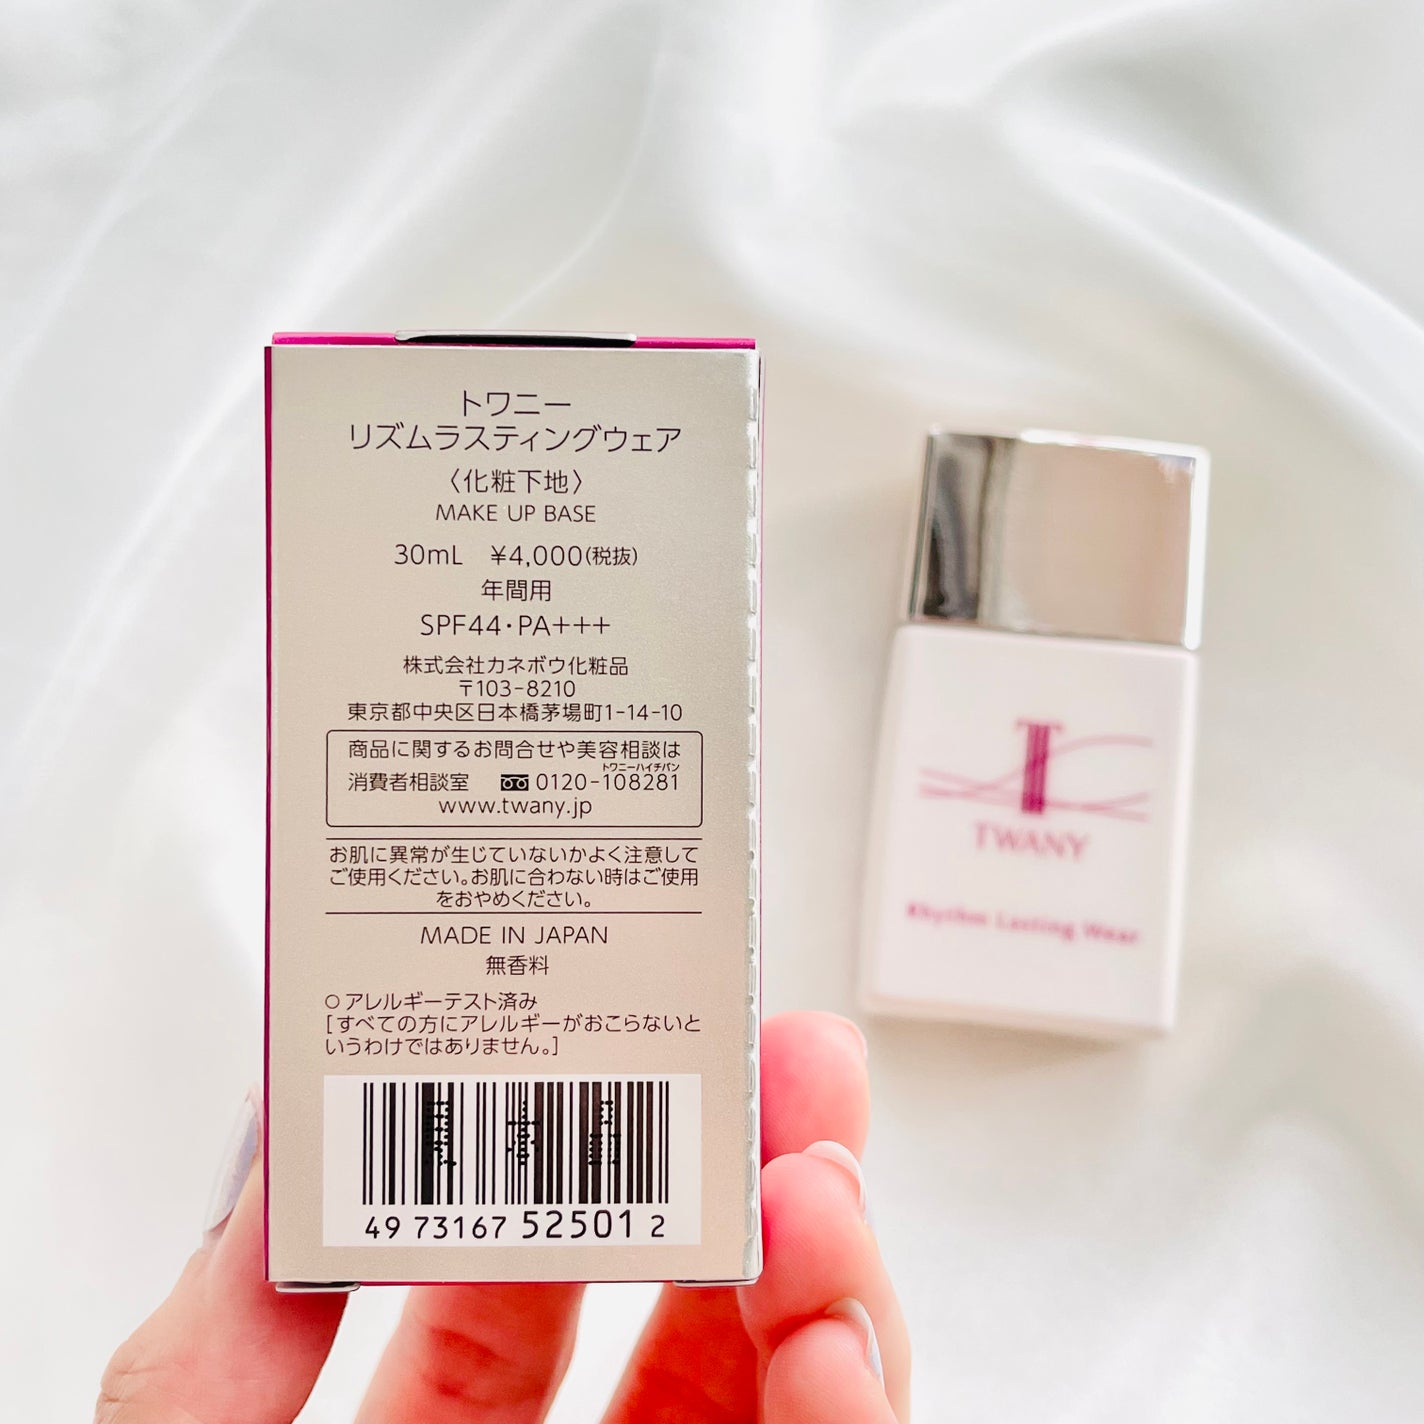 トワニー
リズムラスティングウェア
〈化粧下地〉
MAKE UP BASE
30mL ¥4,000(税抜)
年間用
SPF44・PA+++
株式会社カネボウ化粧品
〒103-8210
東京都中央区日本橋茅場町1-14-10
商品に関するお問合せや美容相談は
トワニーハイチバン
消費者相談室 0120-108281
www.twany.jp
お肌に異常が生じていないかよく注意して
ご使用ください。お肌に合わない時はご使用
をおやめください。
MADE IN JAPAN
無香料
○アレルギーテスト済み
[すべての方にアレルギーがおこらないと
いうわけではありません。]
49 73167 52501 2
T
TWANY
Rhythm Lasting Wear